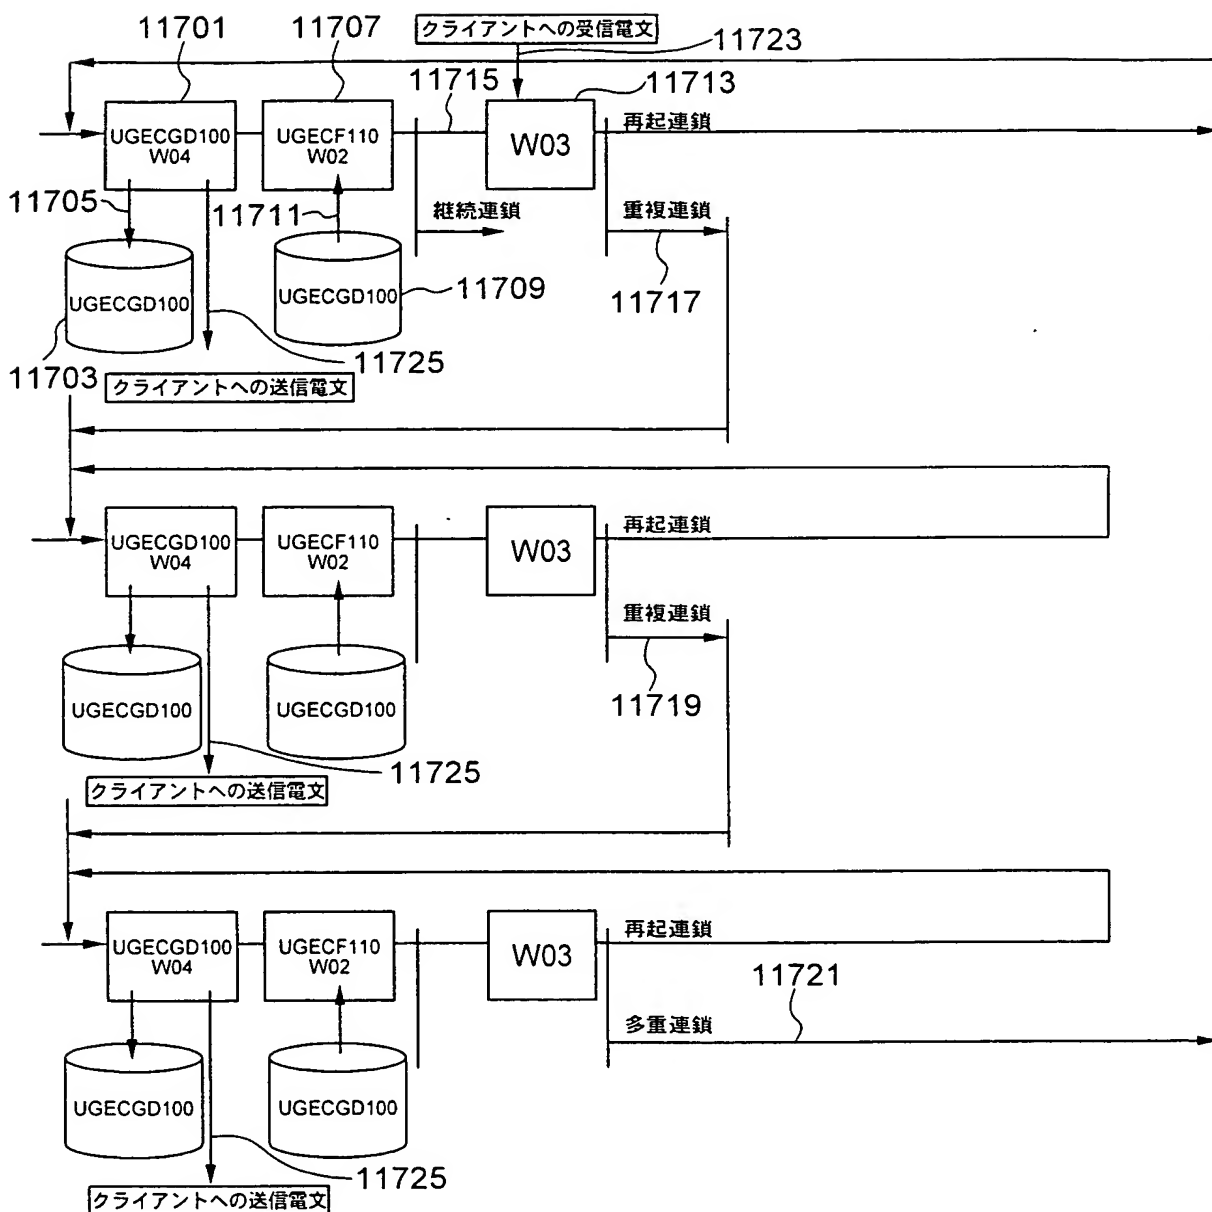 11701
11707
クライアントへの受信電文
11723
11715
11713
UGECGD100
W04
UGECF110
W02
W03
再起連鎖
11705
11711
継続連鎖
重複連鎖
UGECGD100
UGECGD100
11709
11717
11703
11725
クライアントへの送信電文
UGECGD100
W04
UGECF110
W02
W03
再起連鎖
重複連鎖
UGECGD100
UGECGD100
11719
11725
クライアントへの送信電文
UGECGD100
W04
UGECF110
W02
W03
再起連鎖
11721
多重連鎖
UGECGD100
UGECGD100
11725
クライアントへの送信電文